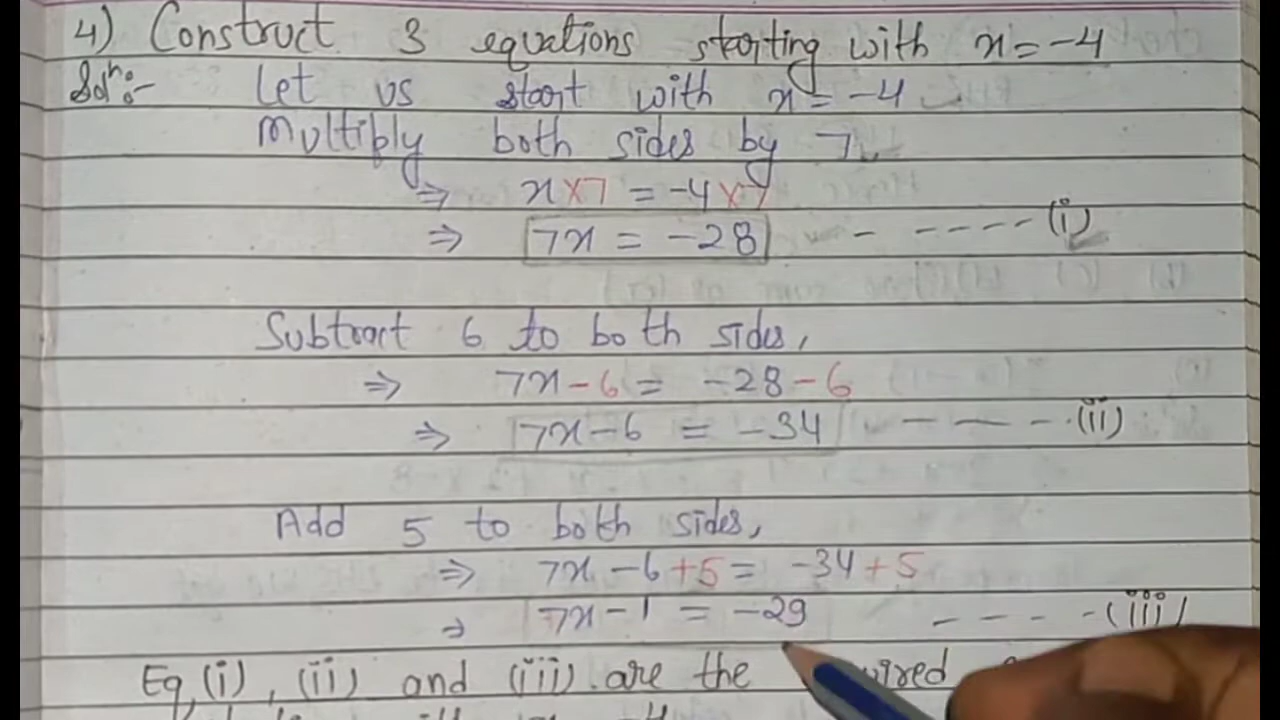 4) Construct 3 equations starting with x = -4
Solⁿ:- Let us start with x = -4
Multiply both sides by 7
⇒ x×7 = -4×7
⇒ 7x = -28 - ---- (i)
Subtract 6 to both sides,
⇒ 7x-6 = -28-6
⇒ 7x-6 = -34 - - - - (ii)
Add 5 to both sides,
⇒ 7x-6+5 = -34+5
⇒ 7x-1 = -29 - - - - (iii)
Eq (i), (ii) and (iii) are the